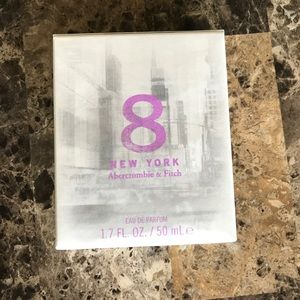 8
NEW YORK
Abercrombie & Fitch
EAU DE PARFUM
1.7 FL. OZ. / 50 mL e